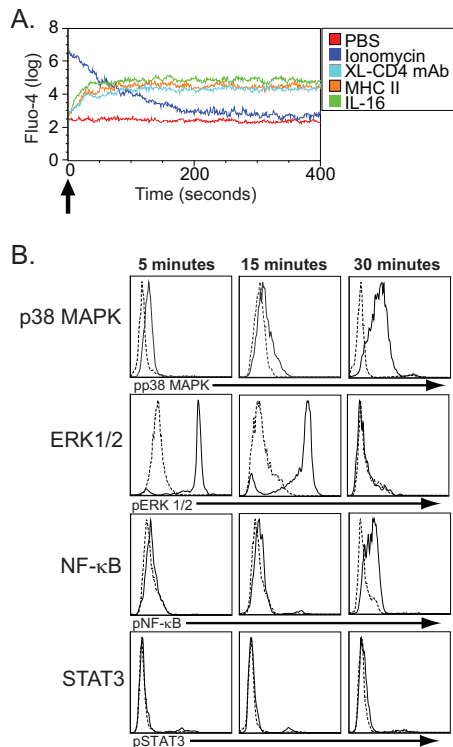 A.
Fluo-4 (log)
8
6
4
2
0
0
200
400
Time (seconds)
PBS
Ionomycin
XL-CD4 mAb
MHC II
IL-16
B.
5 minutes
15 minutes
30 minutes
p38 MAPK
pp38 MAPK
ERK1/2
pERK 1/2
NF-κB
pNF-κB
STAT3
pSTAT3